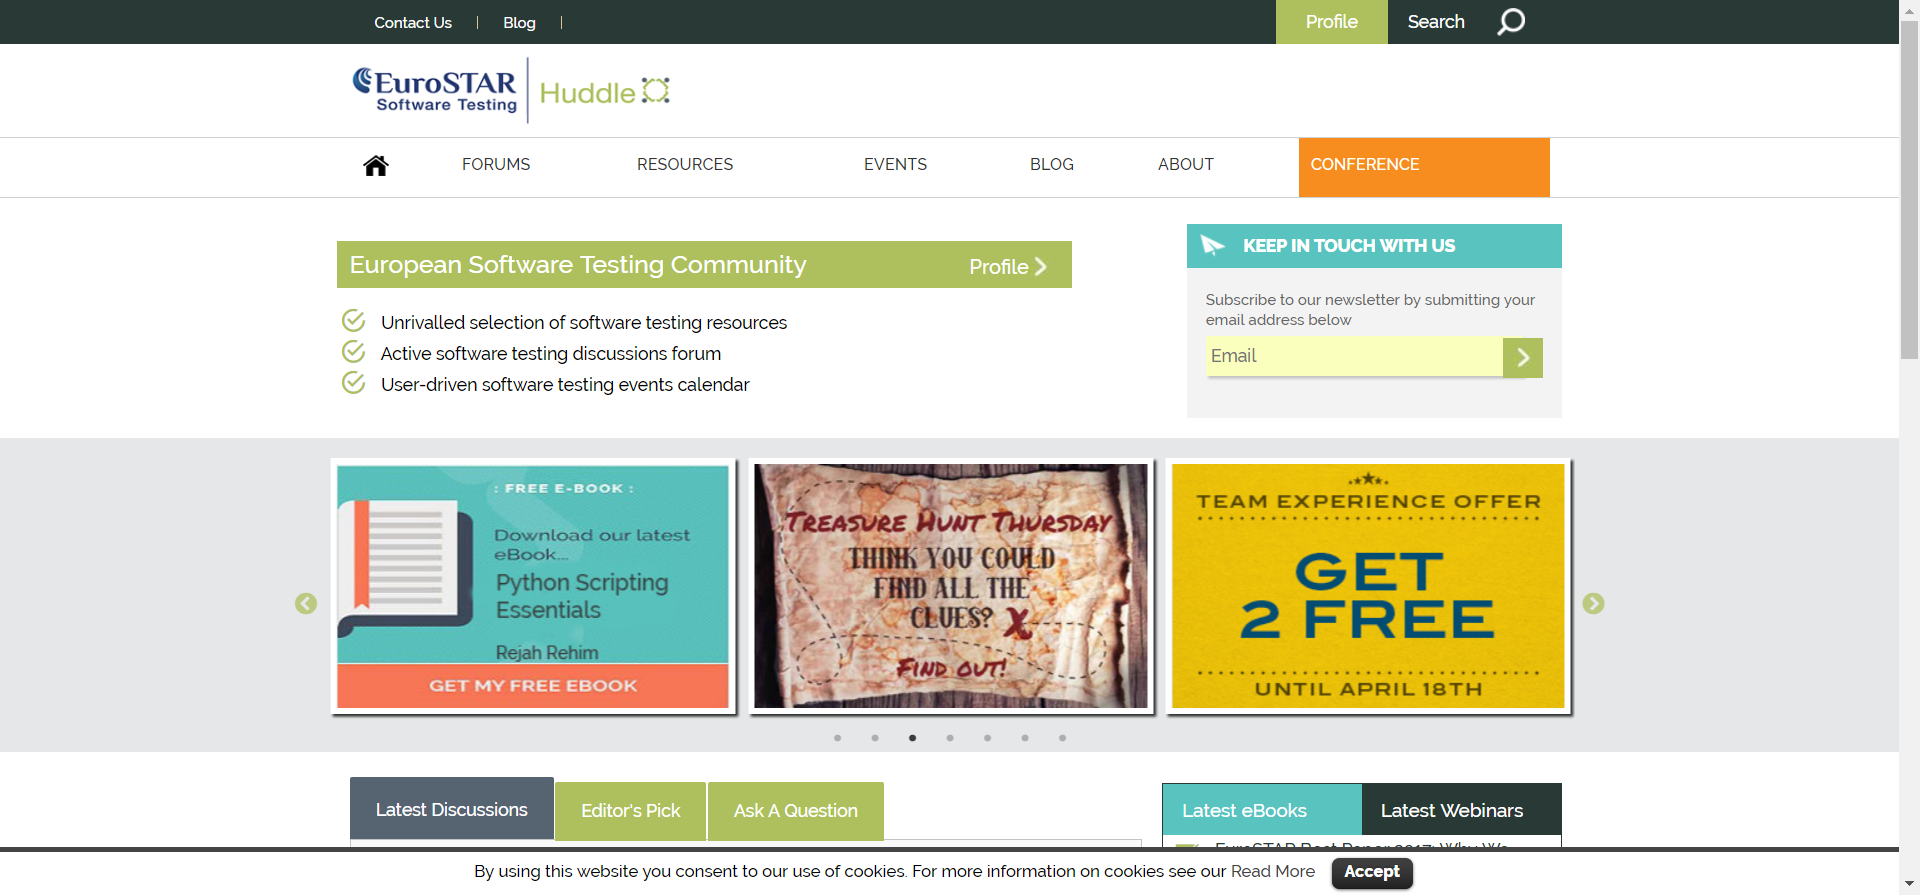 Contact Us | Blog |
Profile
Search
EuroSTAR
Software Testing
Huddle
FORUMS
RESOURCES
EVENTS
BLOG
ABOUT
CONFERENCE
European Software Testing Community
Profile
Unrivalled selection of software testing resources
Active software testing discussions forum
User-driven software testing events calendar
KEEP IN TOUCH WITH US
Subscribe to our newsletter by submitting your
email address below
Email
: FREE E-BOOK :
Download our latest
eBook...
Python Scripting
Essentials
Rejah Rehim
GET MY FREE EBOOK
TREASURE HUNT THURSDAY
THINK YOU COULD
FIND ALL THE
CLUES? X
FIND OUT!
TEAM EXPERIENCE OFFER
GET
2 FREE
UNTIL APRIL 18TH
Latest Discussions
Editor's Pick
Ask A Question
Latest eBooks
Latest Webinars
EuroSTAR Best Paper 2017: Why We
By using this website you consent to our use of cookies. For more information on cookies see our Read More
Accept